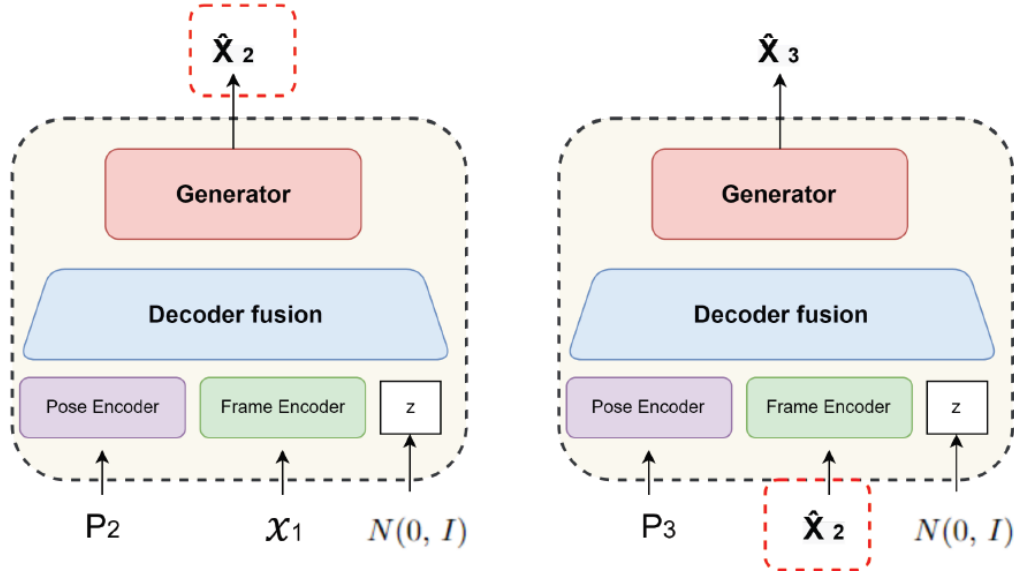 X̂ 2
Generator
Decoder fusion
Pose Encoder
Frame Encoder
z
P2
x1
N(0, I)
X̂ 3
Generator
Decoder fusion
Pose Encoder
Frame Encoder
z
P3
X̂ 2
N(0, I)